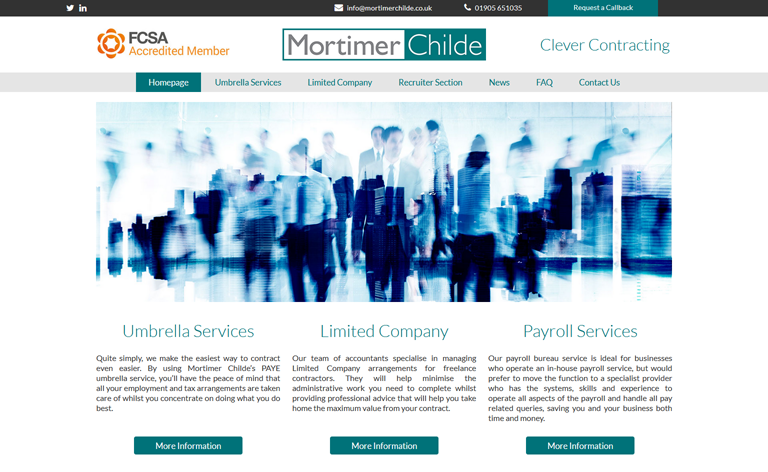 info@mortimerchilde.co.uk 01905 651035 Request a Callback
FCSA
Accredited Member
Mortimer Childe
Clever Contracting
Homepage Umbrella Services Limited Company Recruiter Section News FAQ Contact Us
Umbrella Services
Quite simply, we make the easiest way to contract
even easier. By using Mortimer Childe's PAYE
umbrella service, you'll have the peace of mind that
all your employment and tax arrangements are taken
care of whilst you concentrate on doing what you do
best.
More Information
Limited Company
Our team of accountants specialise in managing
Limited Company arrangements for freelance
contractors. They will help minimise the
administrative work you need to complete whilst
providing professional advice that will help you take
home the maximum value from your contract.
More Information
Payroll Services
Our payroll bureau service is ideal for businesses
who operate an in-house payroll service, but would
prefer to move the function to a specialist provider
who has the systems, skills and experience to
operate all aspects of the payroll and handle all pay
related queries, saving you and your business both
time and money.
More Information